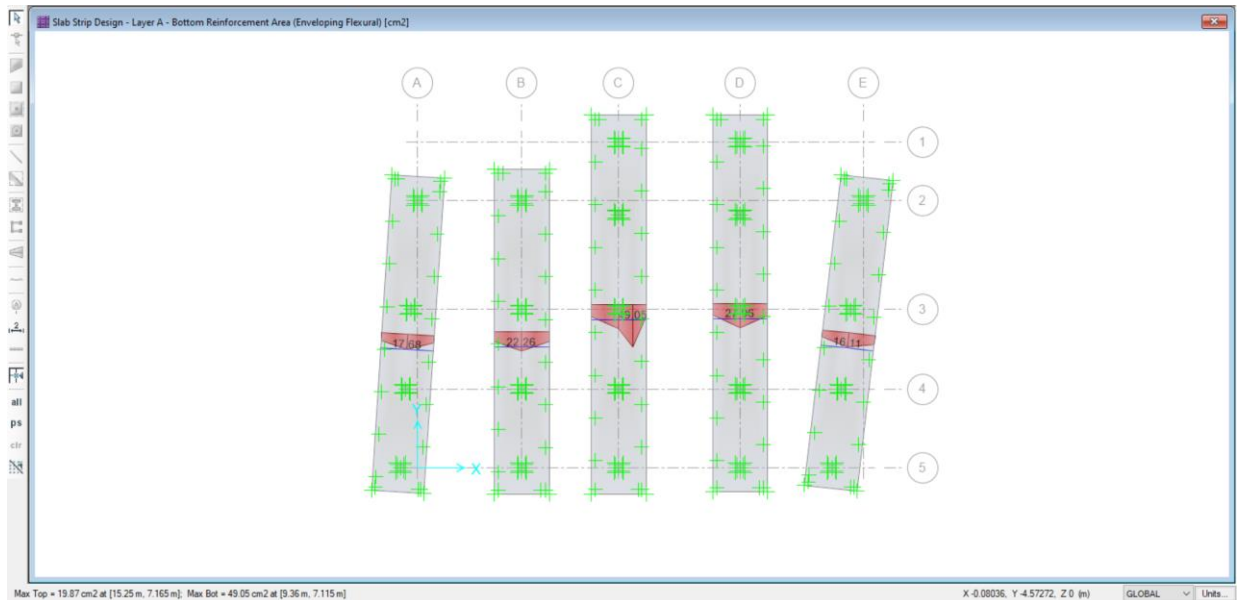 Slab Strip Design - Layer A - Bottom Reinforcement Area (Enveloping Flexural) [cm2]
A B C D E
1
2
3
49.05 27.95
17.68 22.26 16.11
4
Y
X
5
all
ps
clr
Max Top = 19.87 cm2 at [15.25 m, 7.165 m]; Max Bot = 49.05 cm2 at [9.36 m, 7.115 m]
X -0.08036, Y -4.57272, Z 0 (m)
GLOBAL
Units...